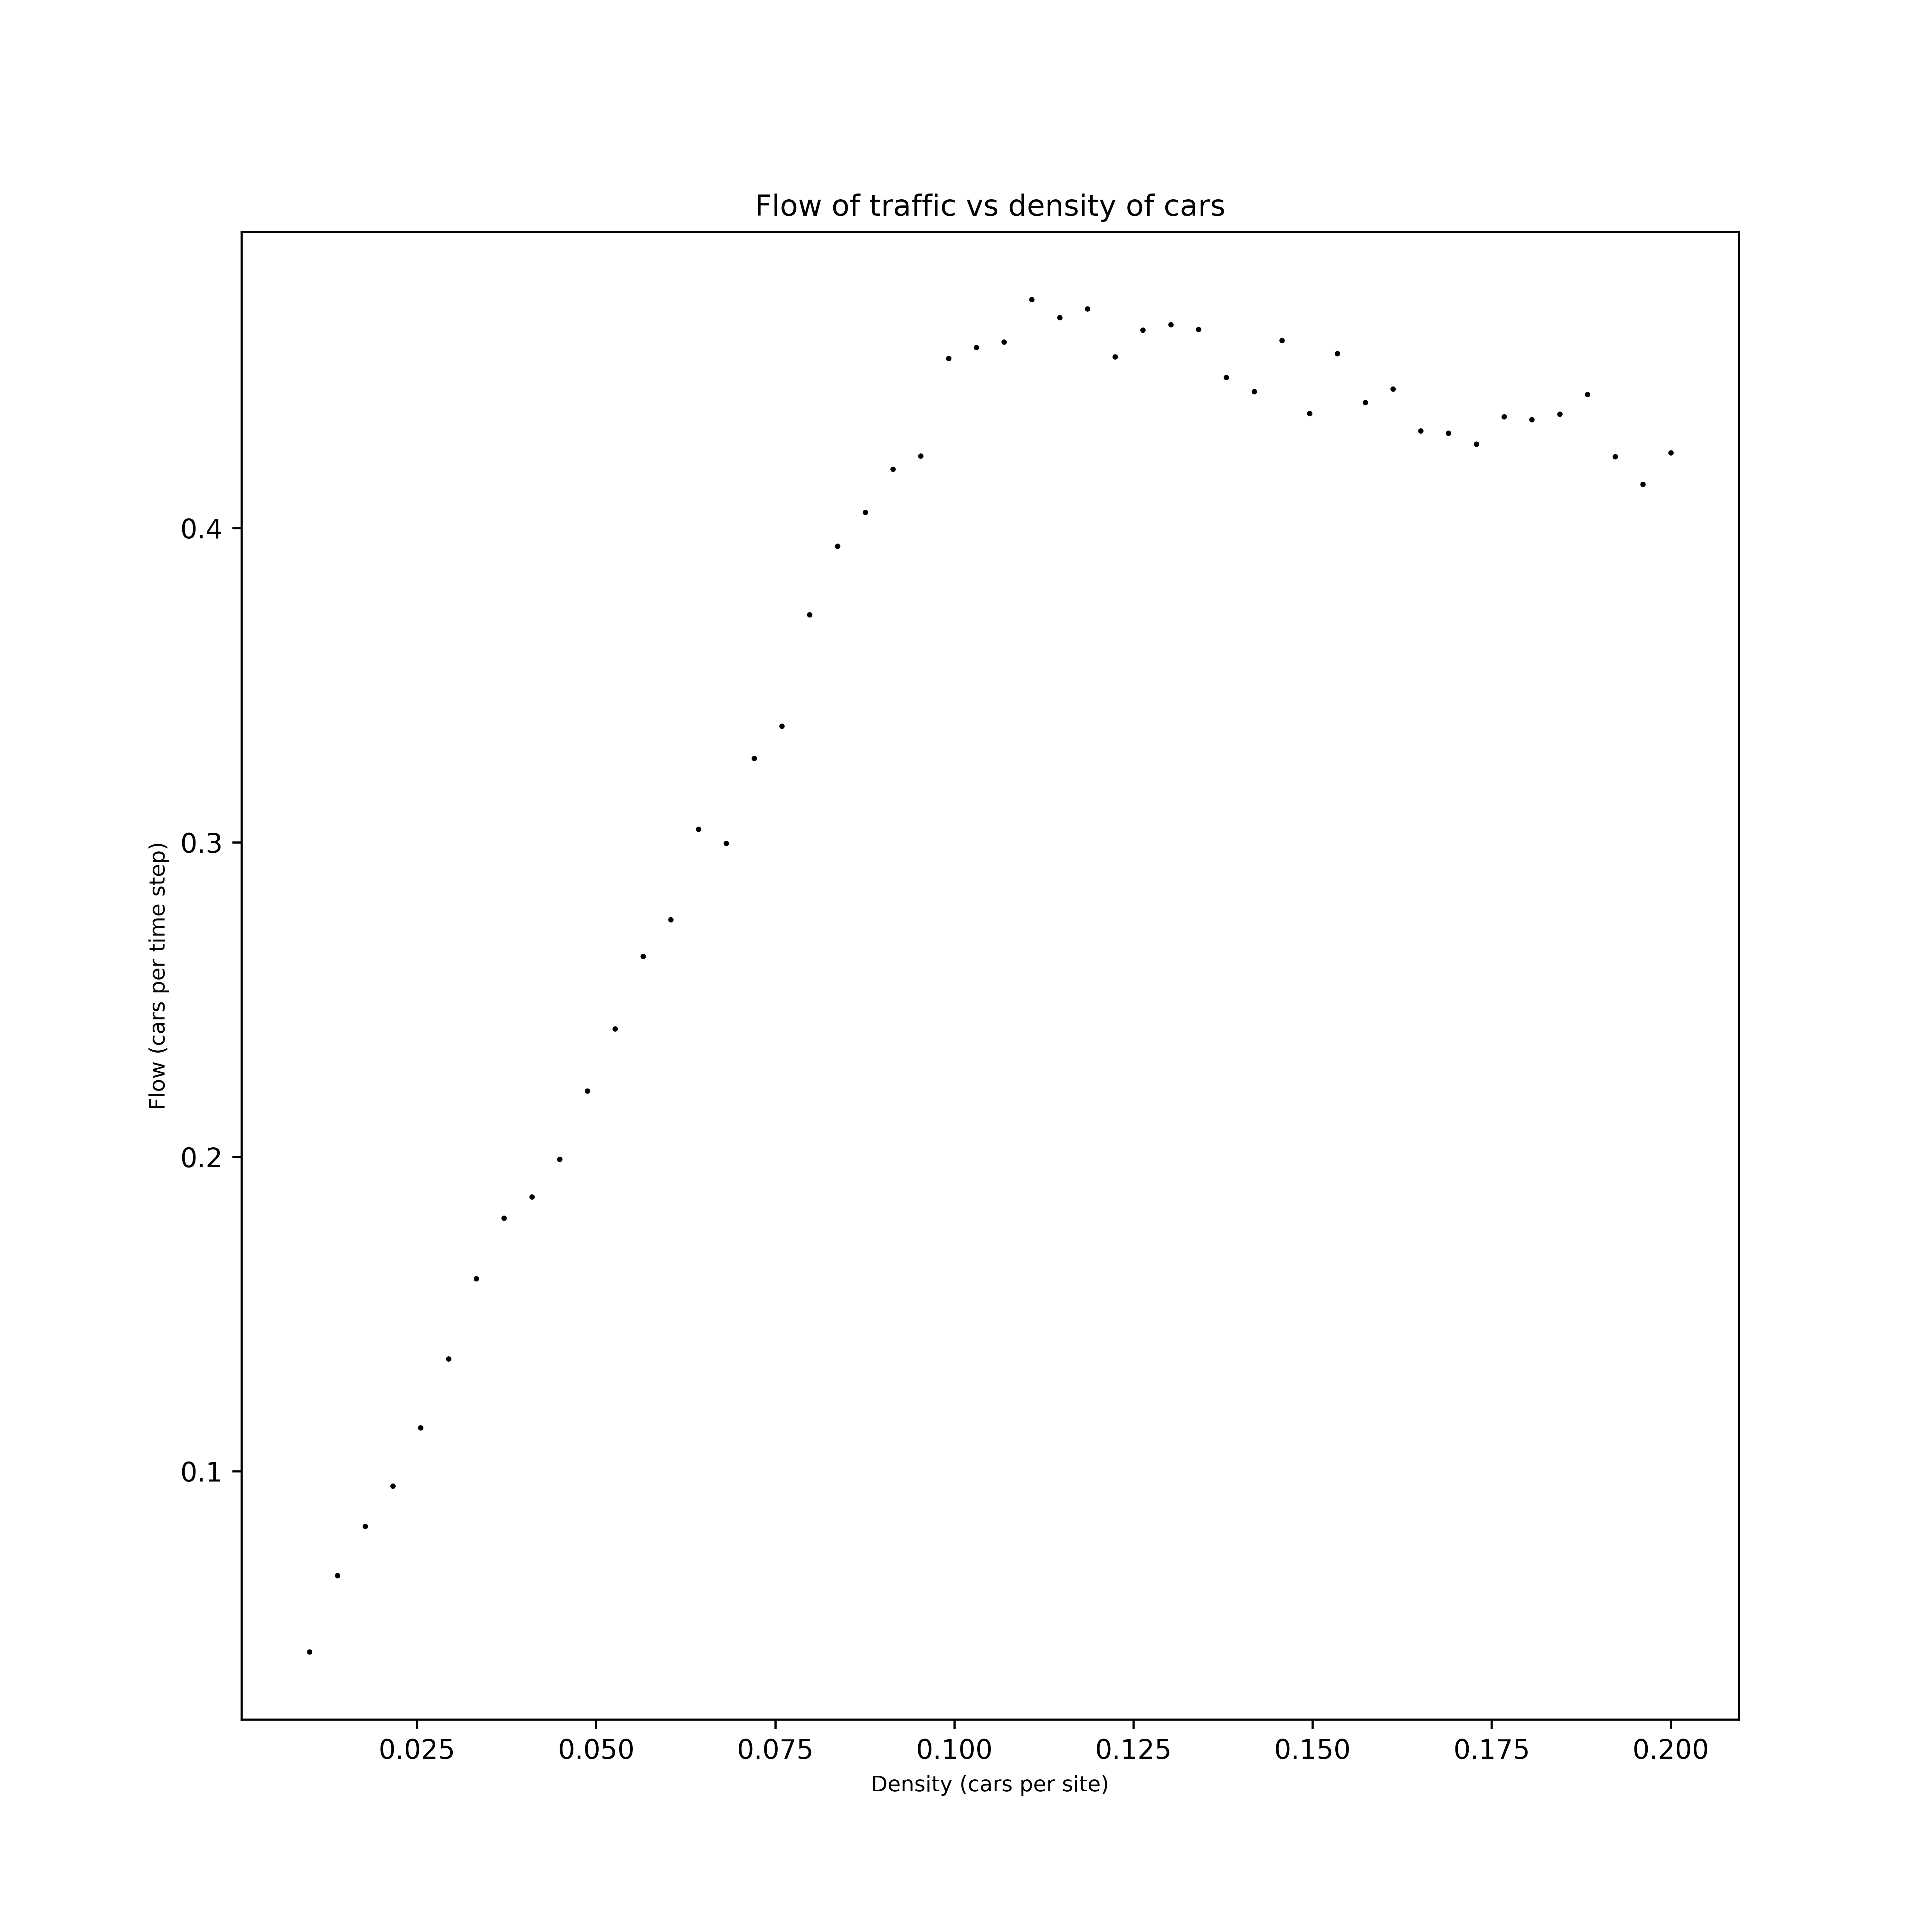 Flow of traffic vs density of cars
Flow (cars per time step)
0.4
0.3
0.2
0.1
0.025 0.050 0.075 0.100 0.125 0.150 0.175 0.200
Density (cars per site)